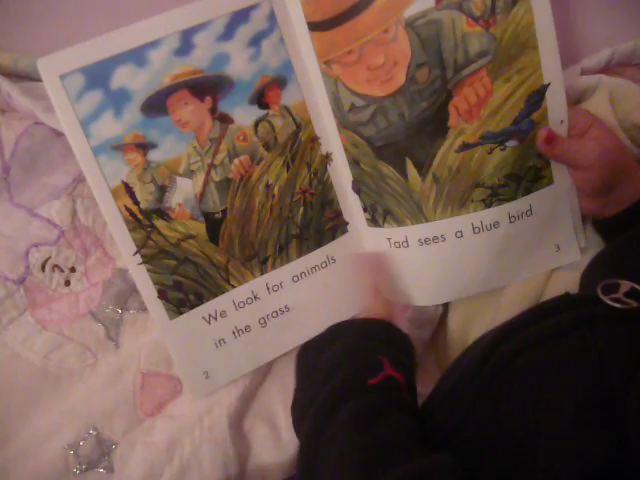 We look for animals
in the grass.
2
Tad sees a blue bird.
3